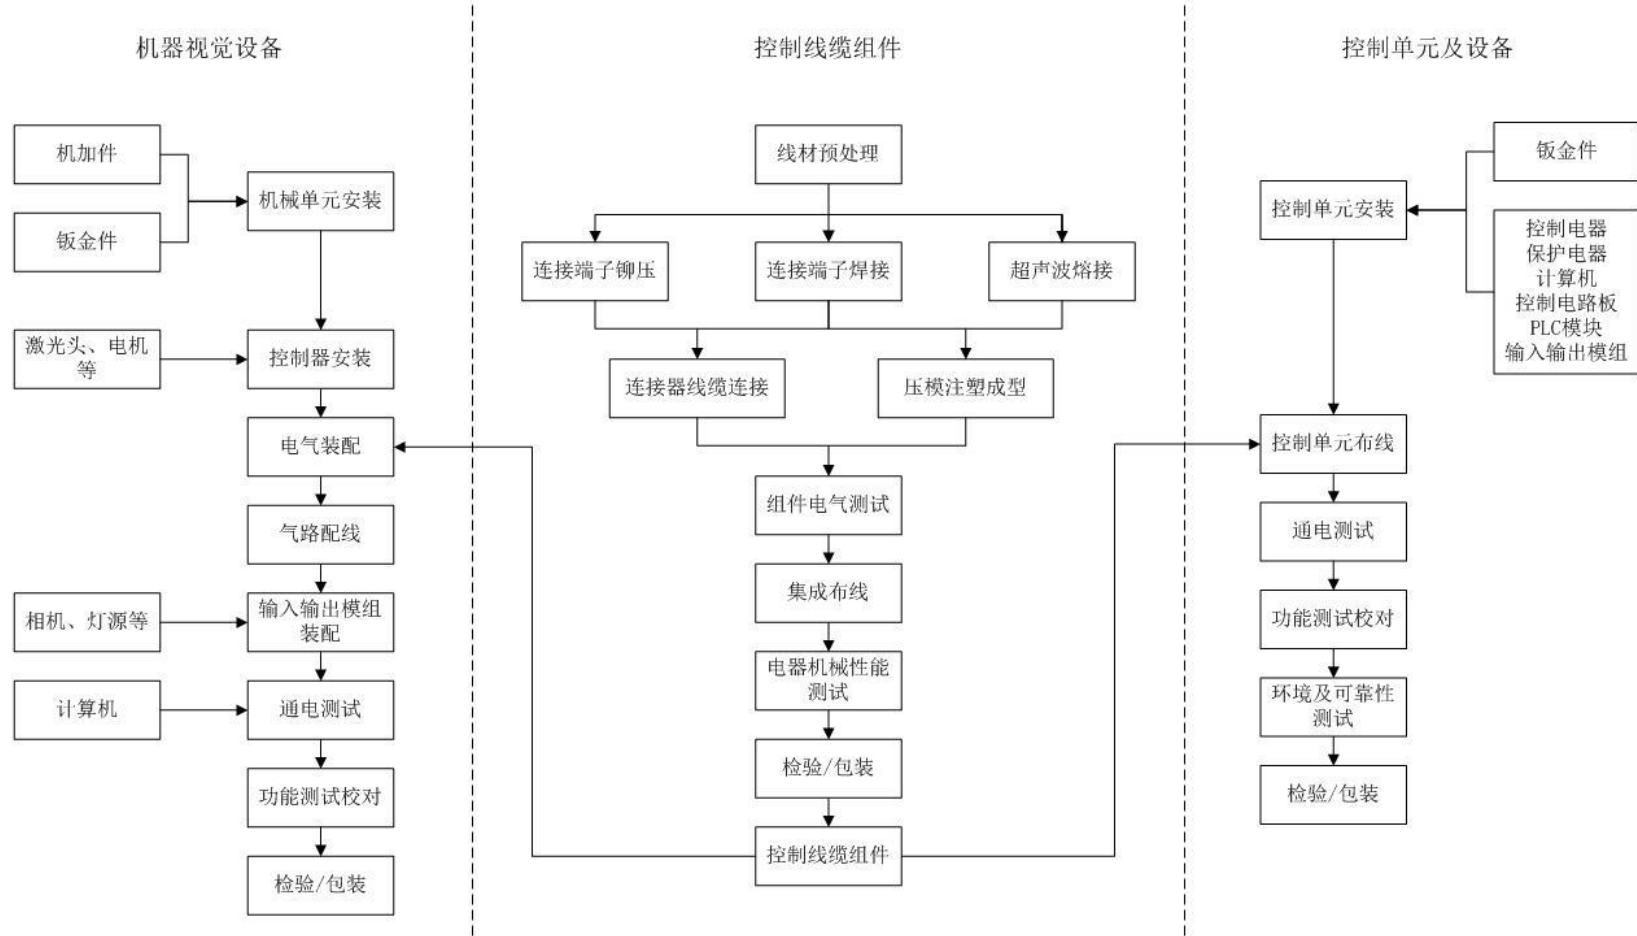 机器视觉设备
机加件
钣金件
机械单元安装
激光头、电机
等
控制器安装
电气装配
气路配线
相机、灯源等
输入输出模组
装配
计算机
通电测试
功能测试校对
检验/包装
控制线缆组件
线材预处理
连接端子铆压
连接端子焊接
超声波熔接
连接器线缆连接
压模注塑成型
组件电气测试
集成布线
电器机械性能
测试
检验/包装
控制线缆组件
控制单元及设备
钣金件
控制单元安装
控制电器
保护电器
计算机
控制电路板
PLC模块
输入输出模组
控制单元布线
通电测试
功能测试校对
环境及可靠性
测试
检验/包装